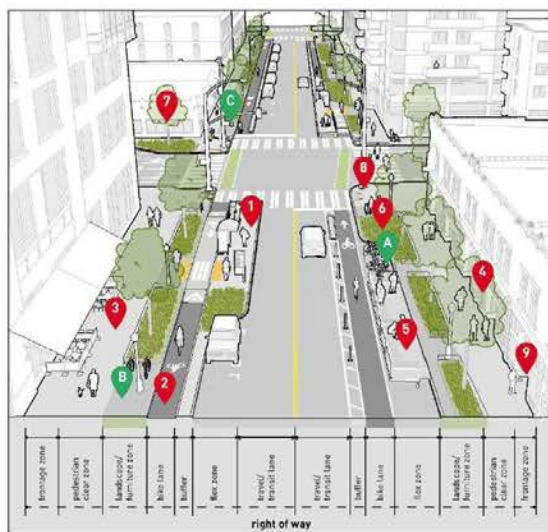 7
C
8
1
6
A
4
3
5
9
B
2
frontage zone
pedestrian
clear zone
landscape/
furniture zone
bike lane
buffer
flex zone
travel/
transit lane
travel/
transit lane
buffer
bike lane
flex zone
landscape/
furniture zone
pedestrian
clear zone
frontage zone
right of way